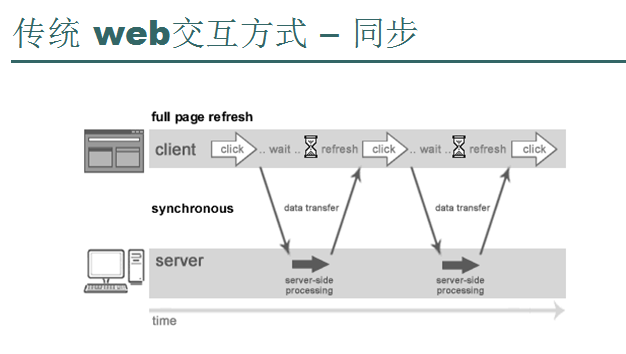 传统 web交互方式 – 同步
full page refresh
client click .. wait .. refresh click .. wait .. refresh click
synchronous data transfer data transfer
server
server-side server-side
processing processing
time